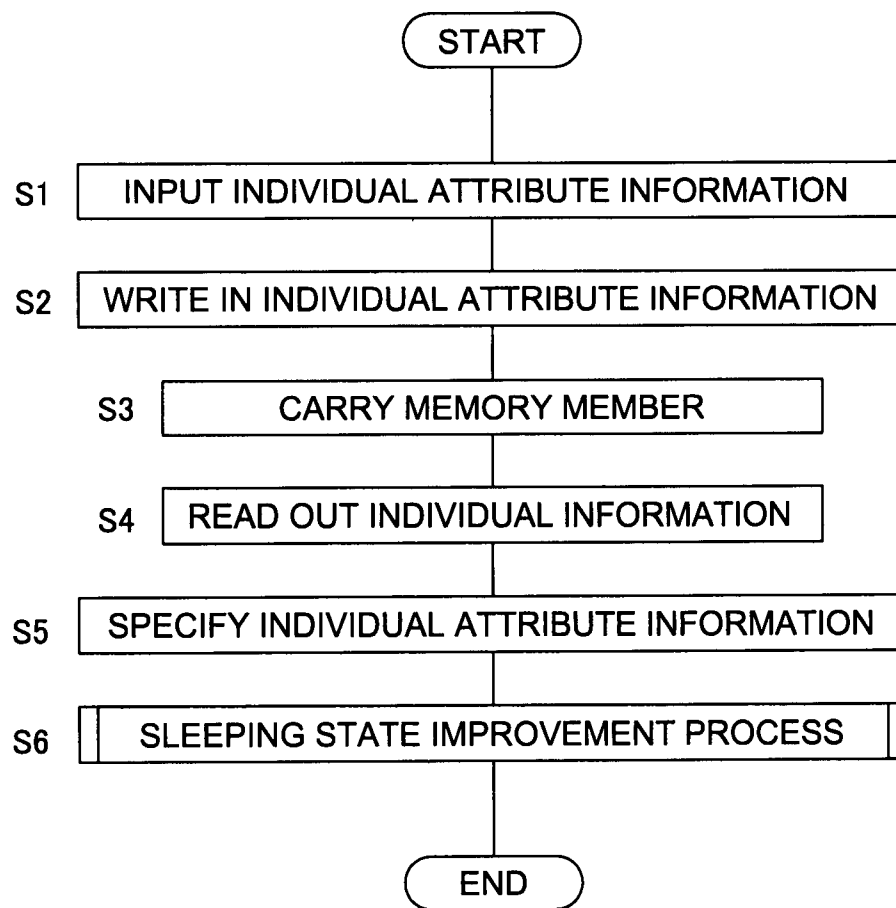 START
S1 INPUT INDIVIDUAL ATTRIBUTE INFORMATION
S2 WRITE IN INDIVIDUAL ATTRIBUTE INFORMATION
S3 CARRY MEMORY MEMBER
S4 READ OUT INDIVIDUAL INFORMATION
S5 SPECIFY INDIVIDUAL ATTRIBUTE INFORMATION
S6 SLEEPING STATE IMPROVEMENT PROCESS
END